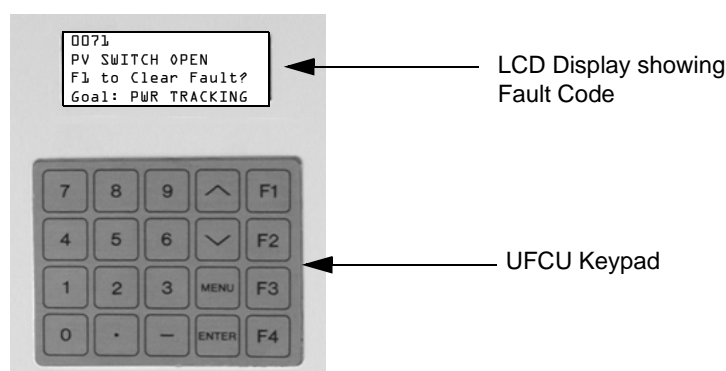 0071
PV SWITCH OPEN
F1 to Clear Fault?
Goal: PWR TRACKING
LCD Display showing
Fault Code
7 8 9 F1
4 5 6 F2
UFCU Keypad
1 2 3 MENU F3
0 · – ENTER F4